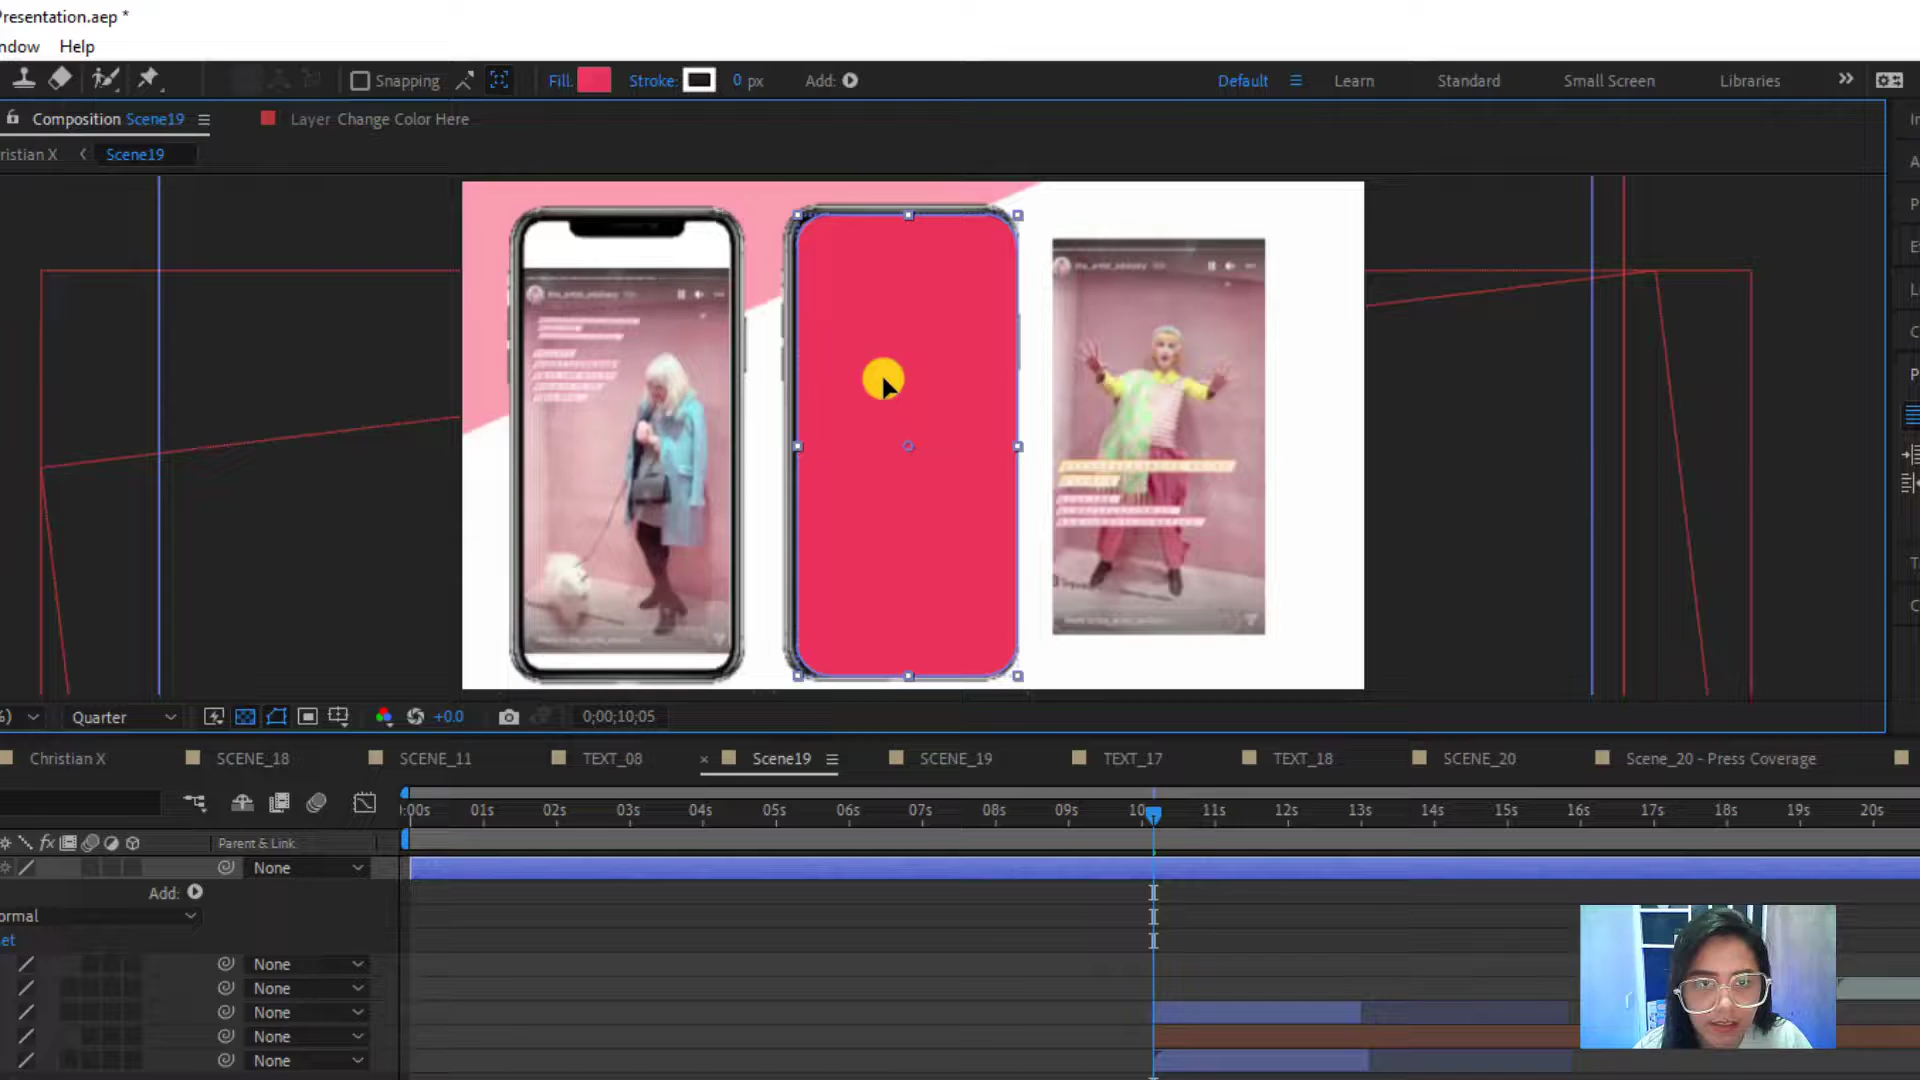 Presentation.aep *
ndow Help
Snapping Fill: Stroke: 0 px Add: Default Learn Standard Small Screen Libraries
Composition Scene19 Layer Change Color Here
ristian X Scene19
%) Quarter +0.0 0;00;10;05
Christian X SCENE_18 SCENE_11 TEXT_08 × Scene19 SCENE_19 TEXT_17 TEXT_18 SCENE_20 Scene_20 - Press Coverage
):00s 01s 02s 03s 04s 05s 06s 07s 08s 09s 10 11s 12s 13s 14s 15s 16s 17s 18s 19s 20s
fx Parent & Link
None
Add:
ormal
et
None
None
None
None
None